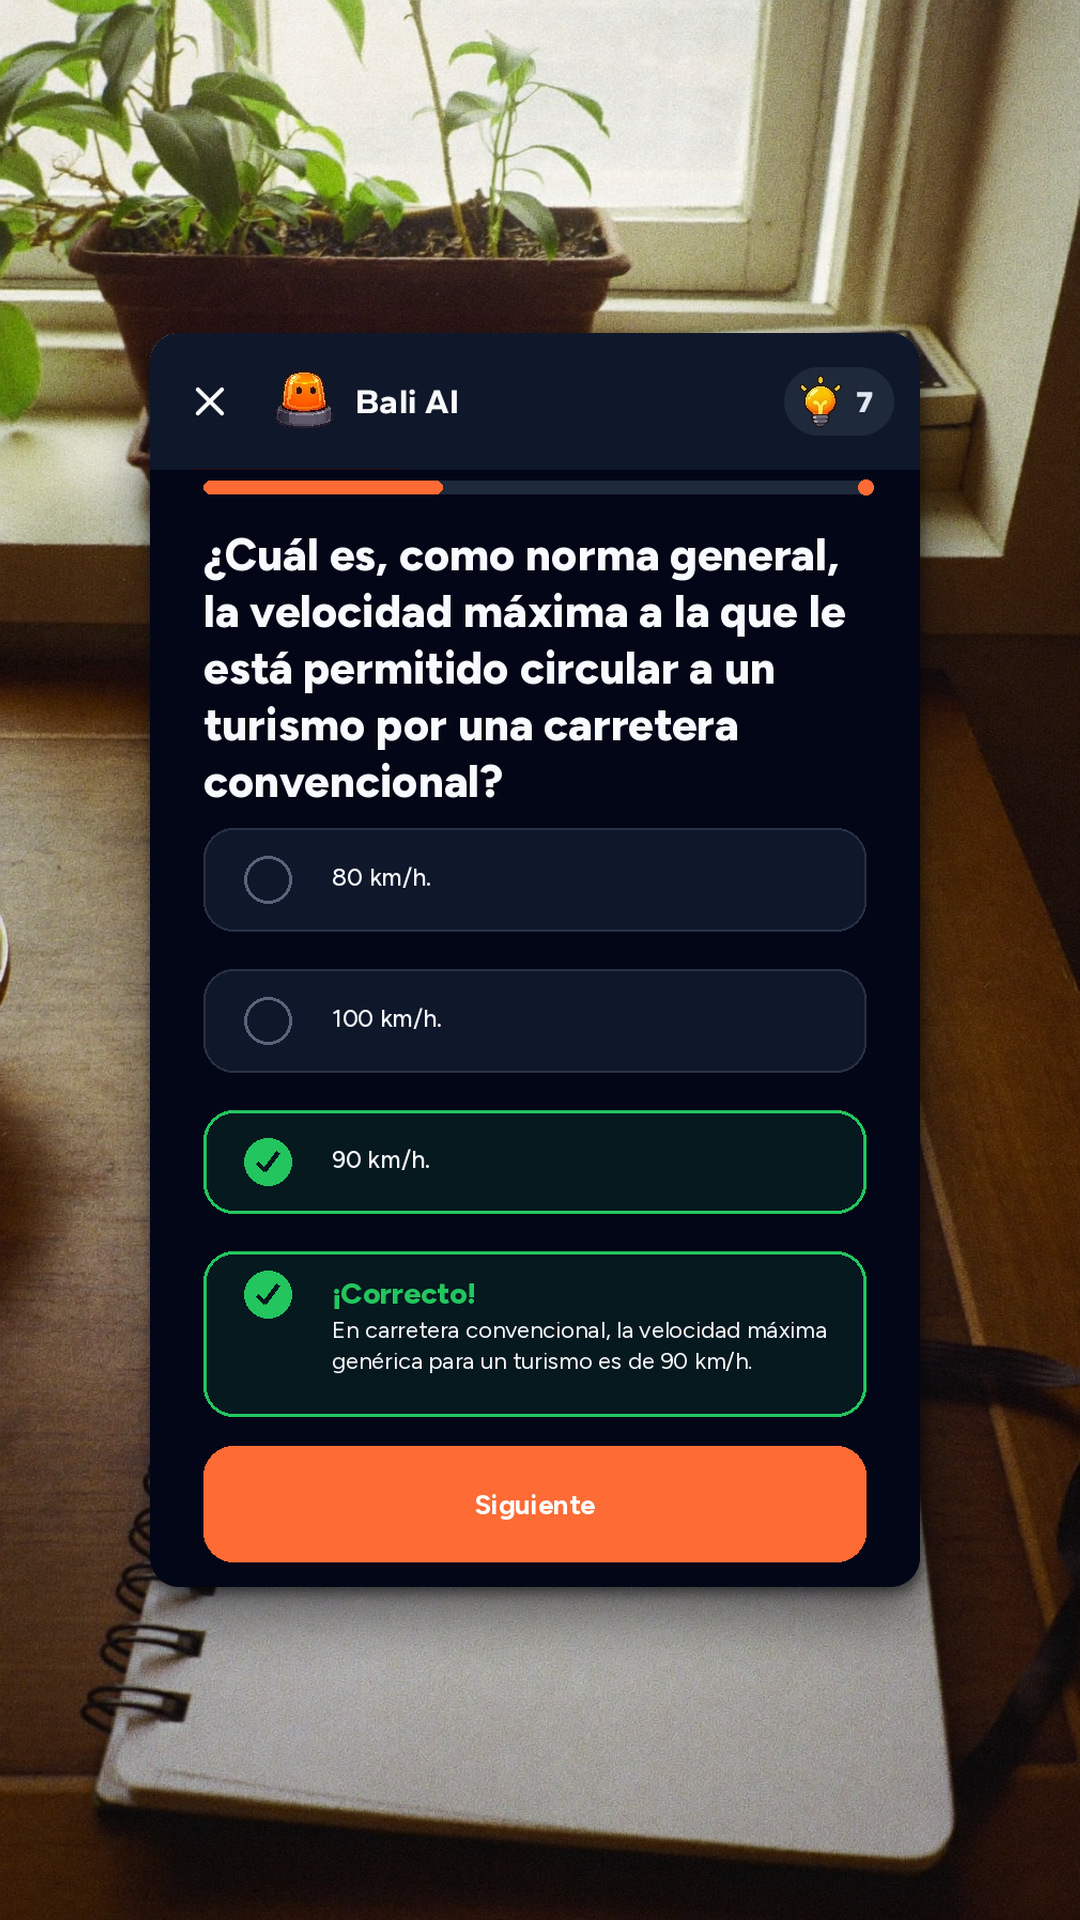 Bali AI
7
¿Cuál es, como norma general,
la velocidad máxima a la que le
está permitido circular a un
turismo por una carretera
convencional?
80 km/h.
100 km/h.
90 km/h.
¡Correcto!
En carretera convencional, la velocidad máxima
genérica para un turismo es de 90 km/h.
Siguiente